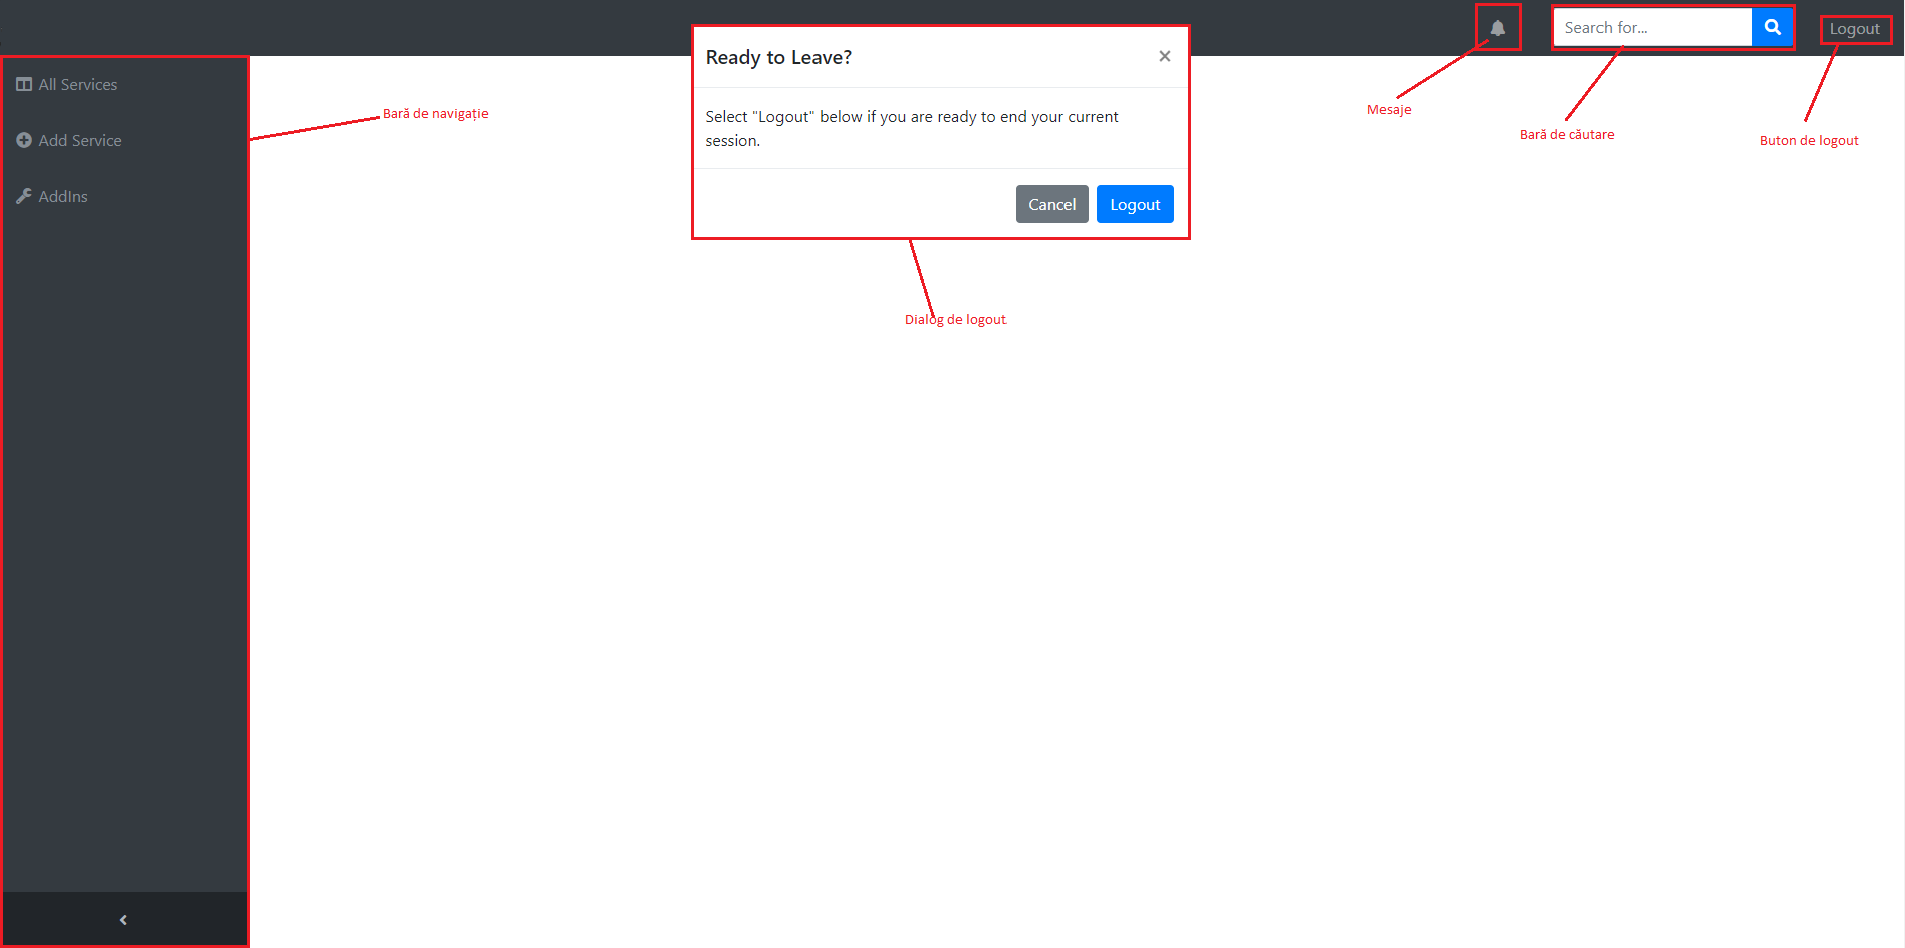 Search for...
Logout
Ready to Leave?
×
Select "Logout" below if you are ready to end your current
session.
Cancel
Logout
All Services
Add Service
AddIns
Bară de navigație
Mesaje
Bară de căutare
Buton de logout
Dialog de logout